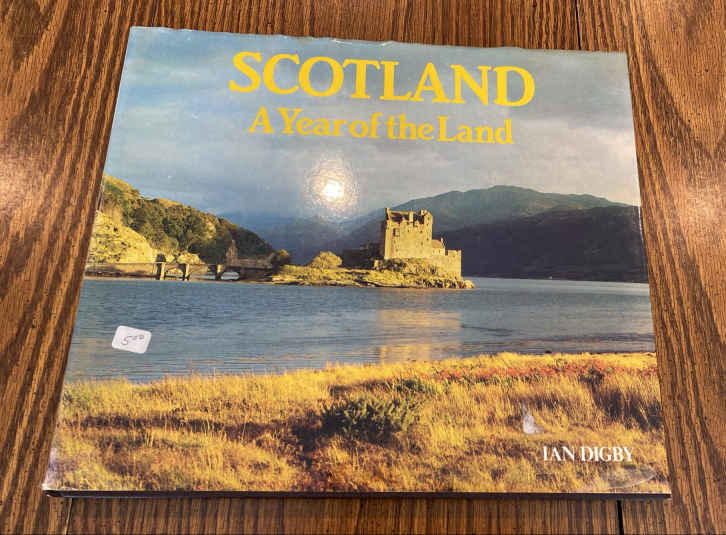 SCOTLAND
A Year of the Land
5⁰⁰
IAN DIGBY